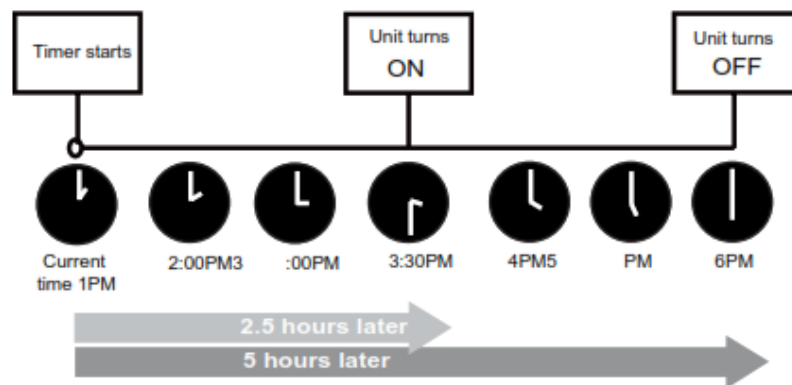 Timer starts
Unit turns
ON
Unit turns
OFF
Current
time 1PM
2:00PM3
:00PM
3:30PM
4PM5
PM
6PM
2.5 hours later
5 hours later